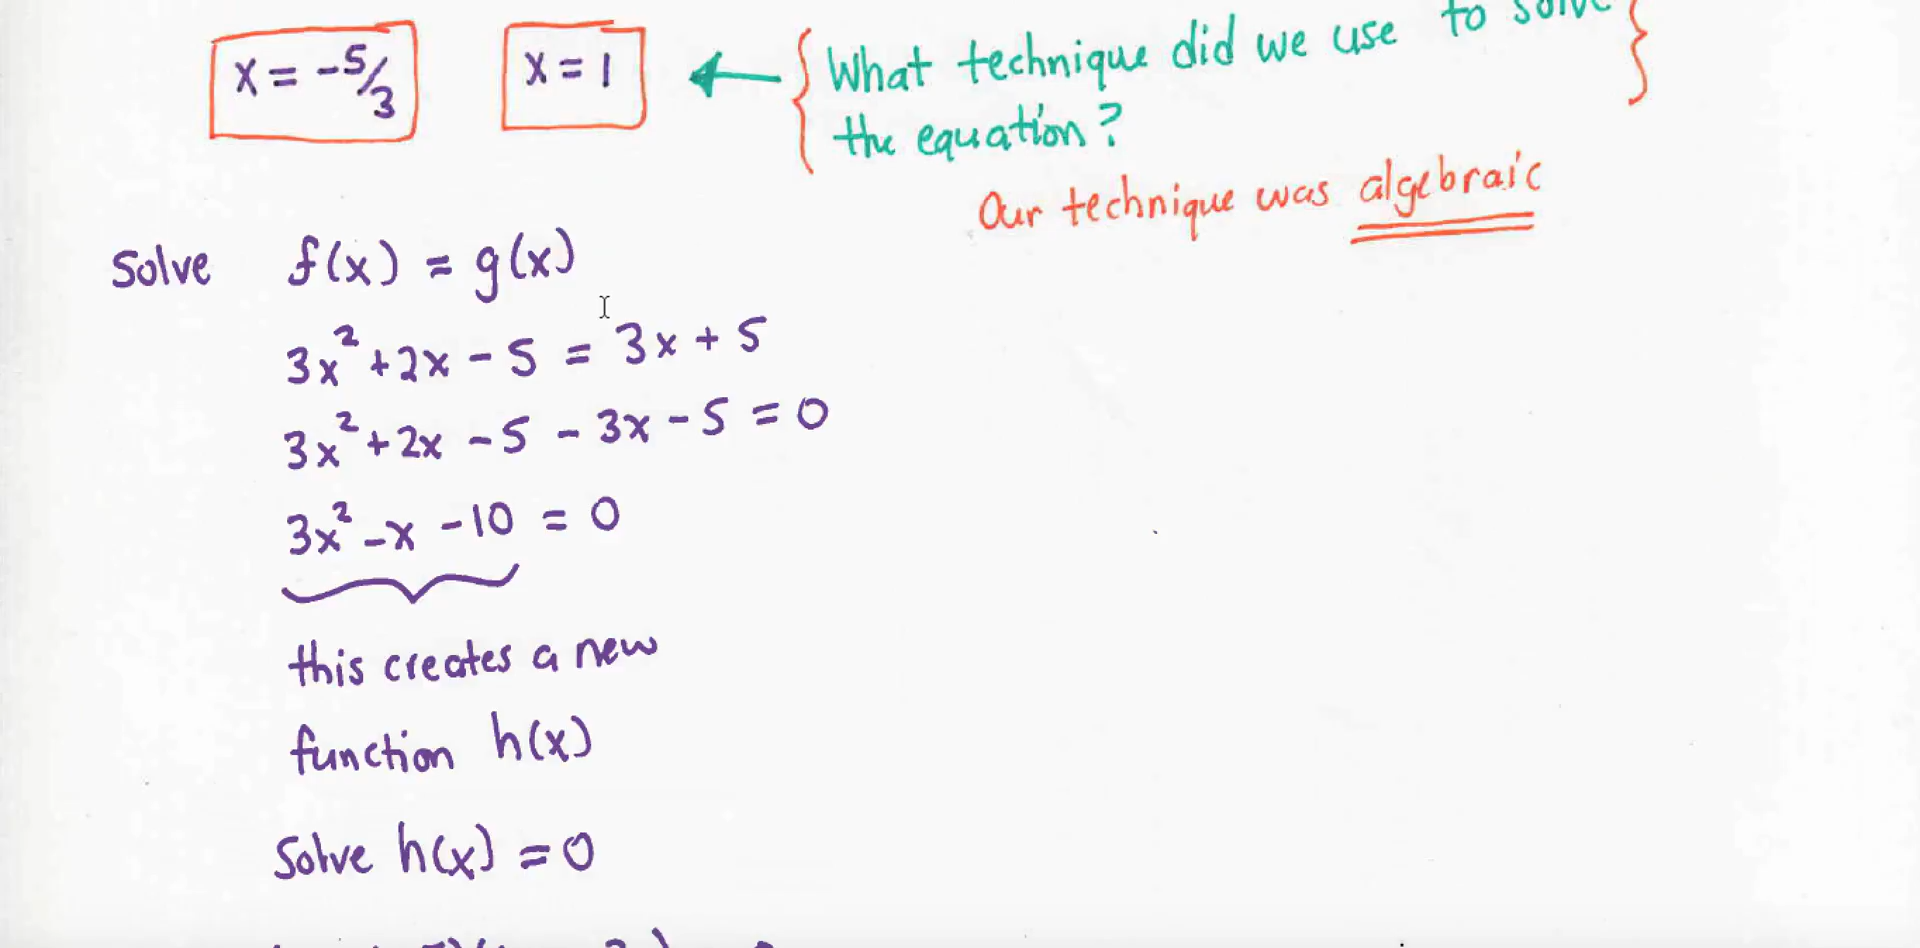 x = -5/3 x = 1 What technique did we use to solve
the equation?
Our technique was algebraic
Solve f(x) = g(x)
3x² + 2x - 5 = 3x + 5
3x² + 2x - 5 - 3x - 5 = 0
3x² - x - 10 = 0
this creates a new
function h(x)
Solve h(x) = 0